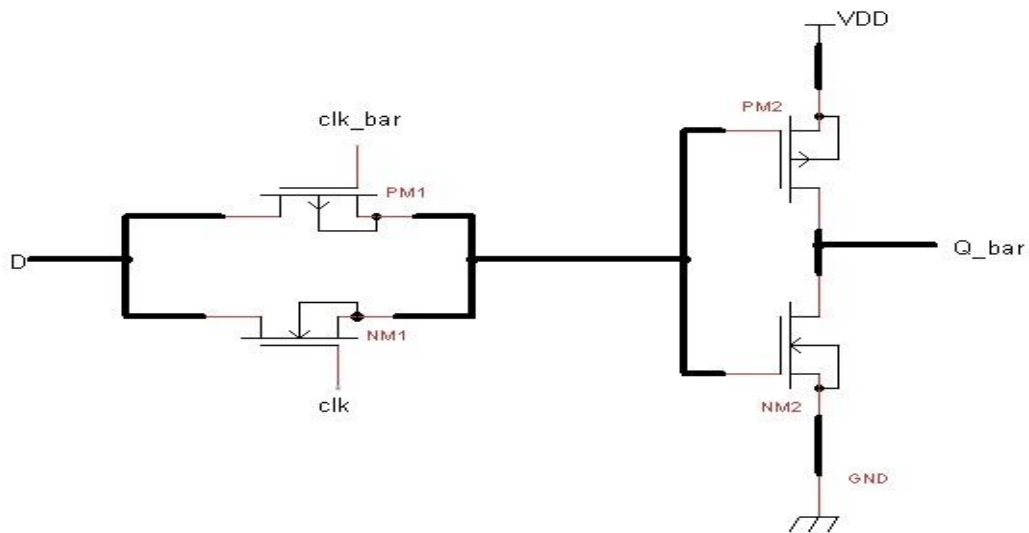 VDD
PM2
clk_bar
PM1
D
Q_bar
NM1
clk
NM2
GND